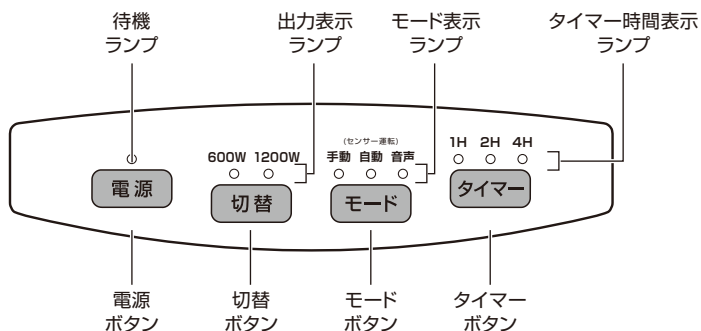 待機
ランプ
出力表示
ランプ
モード表示
ランプ
タイマー時間表示
ランプ
(センサー運転)
600W 1200W
手動 自動 音声
1H 2H 4H
電源
切替
モード
タイマー
電源
ボタン
切替
ボタン
モード
ボタン
タイマー
ボタン